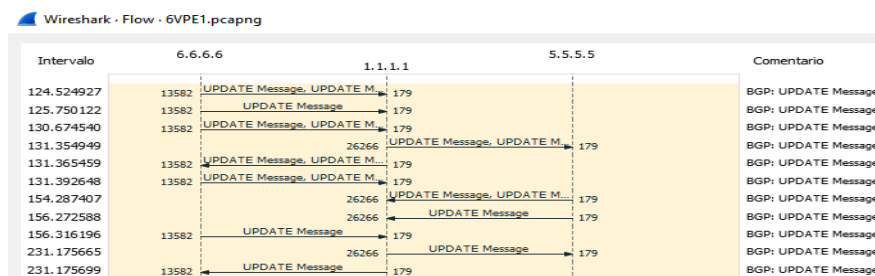 Wireshark · Flow · 6VPE1.pcapng
Intervalo 6.6.6.6 1.1.1.1 5.5.5.5 Comentario
124.524927 13582 UPDATE Message, UPDATE M... 179 BGP: UPDATE Message
125.750122 13582 UPDATE Message 179 BGP: UPDATE Message
130.674540 13582 UPDATE Message, UPDATE M... 179 BGP: UPDATE Message
131.354949 26266 UPDATE Message, UPDATE M... 179 BGP: UPDATE Message
131.365459 13582 UPDATE Message, UPDATE M... 179 BGP: UPDATE Message
131.392648 13582 UPDATE Message, UPDATE M... 179 BGP: UPDATE Message
154.287407 26266 UPDATE Message, UPDATE M... 179 BGP: UPDATE Message
156.272588 26266 UPDATE Message 179 BGP: UPDATE Message
156.316196 13582 UPDATE Message 179 BGP: UPDATE Message
231.175665 26266 UPDATE Message 179 BGP: UPDATE Message
231.175699 13582 UPDATE Message 179 BGP: UPDATE Message